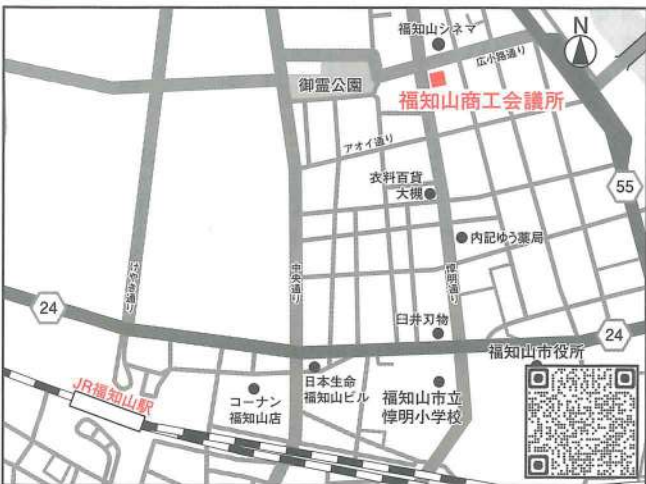 福知山シネマ
N
広小路通り
御霊公園
福知山商工会議所
アオイ通り
衣料百貨
大槻
55
内記ゆう薬局
けやき通り
中央通り
惇明通り
24
臼井刃物
24
福知山市役所
JR福知山駅
日本生命
福知山ビル
コーナン
福知山店
福知山市立
惇明小学校